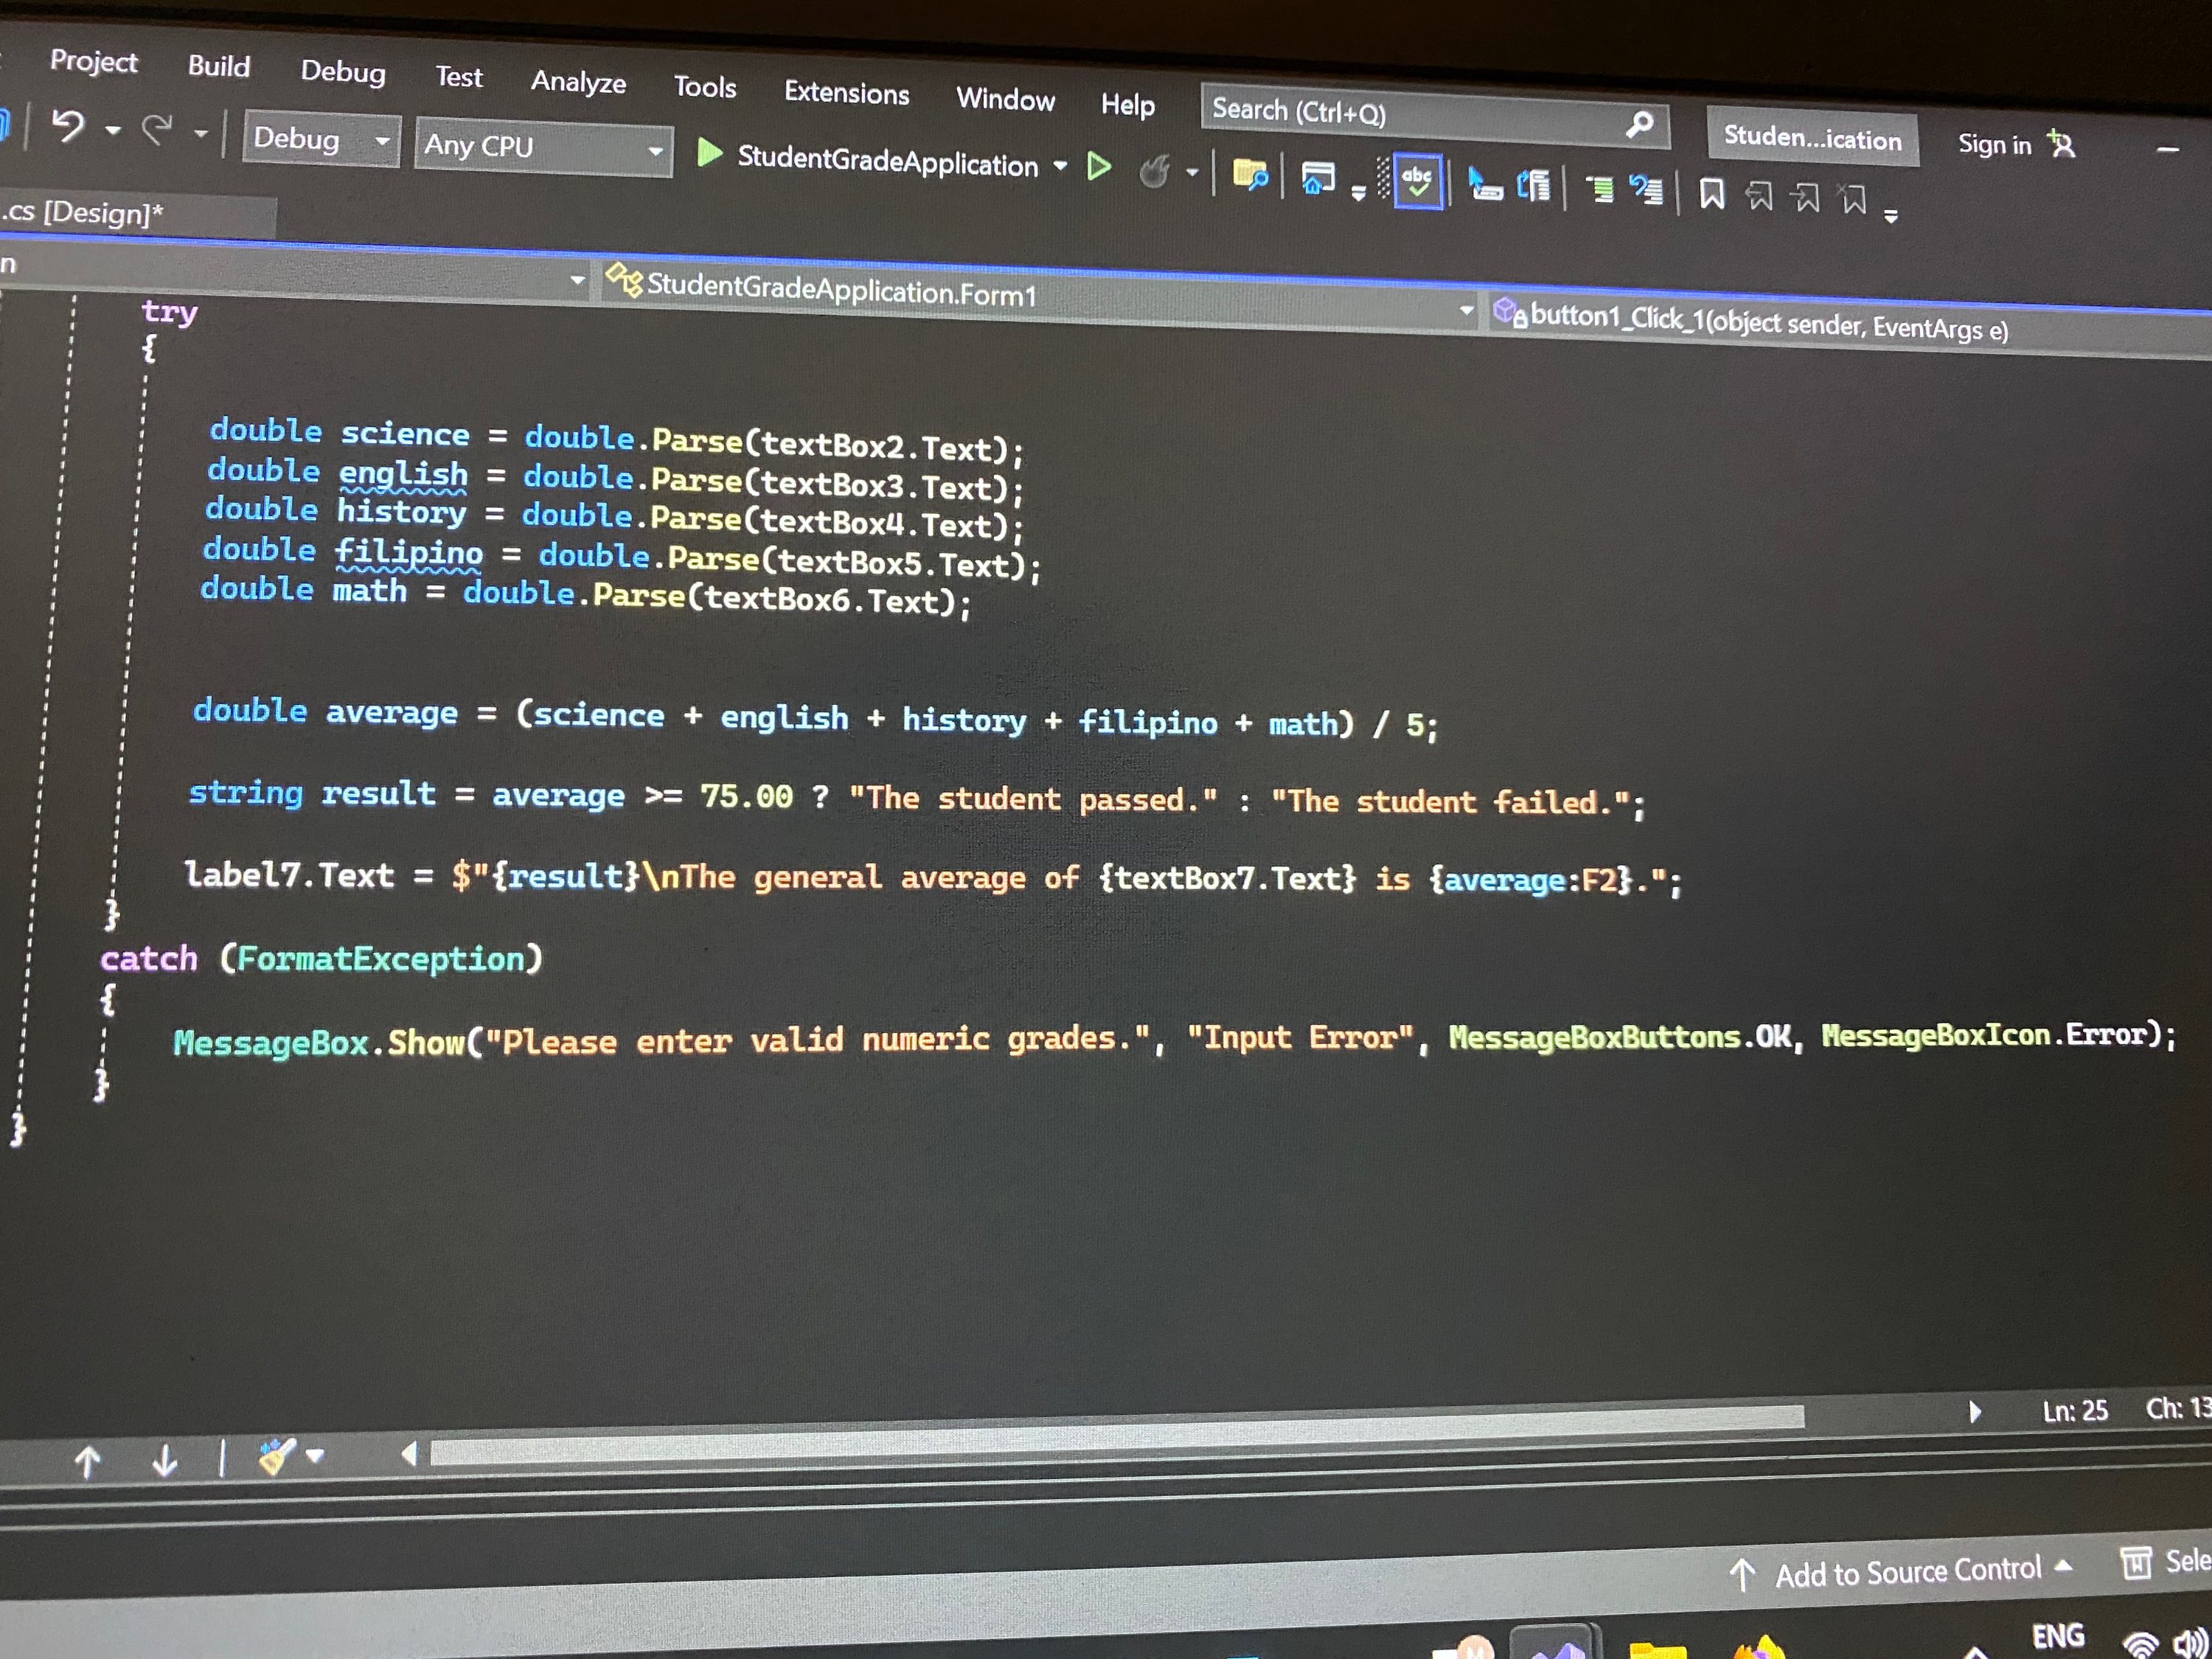 Project Build Debug Test Analyze Tools Extensions Window Help Search (Ctrl+Q) Studen...ication Sign in
Debug Any CPU StudentGradeApplication
abc
.cs [Design]*
n StudentGradeApplication.Form1 button1_Click_1(object sender, EventArgs e)
try
{
double science = double.Parse(textBox2.Text);
double english = double.Parse(textBox3.Text);
double history = double.Parse(textBox4.Text);
double filipino = double.Parse(textBox5.Text);
double math = double.Parse(textBox6.Text);
double average = (science + english + history + filipino + math) / 5;
string result = average >= 75.00 ? "The student passed." : "The student failed.";
label7.Text = $"{result}\nThe general average of {textBox7.Text} is {average:F2}.";
}
catch (FormatException)
{
MessageBox.Show("Please enter valid numeric grades.", "Input Error", MessageBoxButtons.OK, MessageBoxIcon.Error);
}
}
Ln: 25 Ch: 13
Add to Source Control Sele
ENG